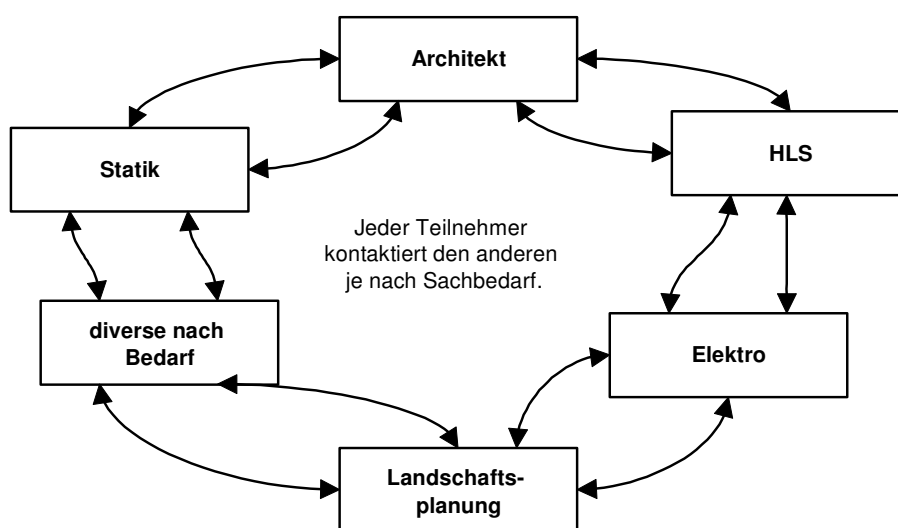 Architekt
Statik
HLS
Jeder Teilnehmer
kontaktiert den anderen
je nach Sachbedarf.
diverse nach
Bedarf
Elektro
Landschafts-
planung